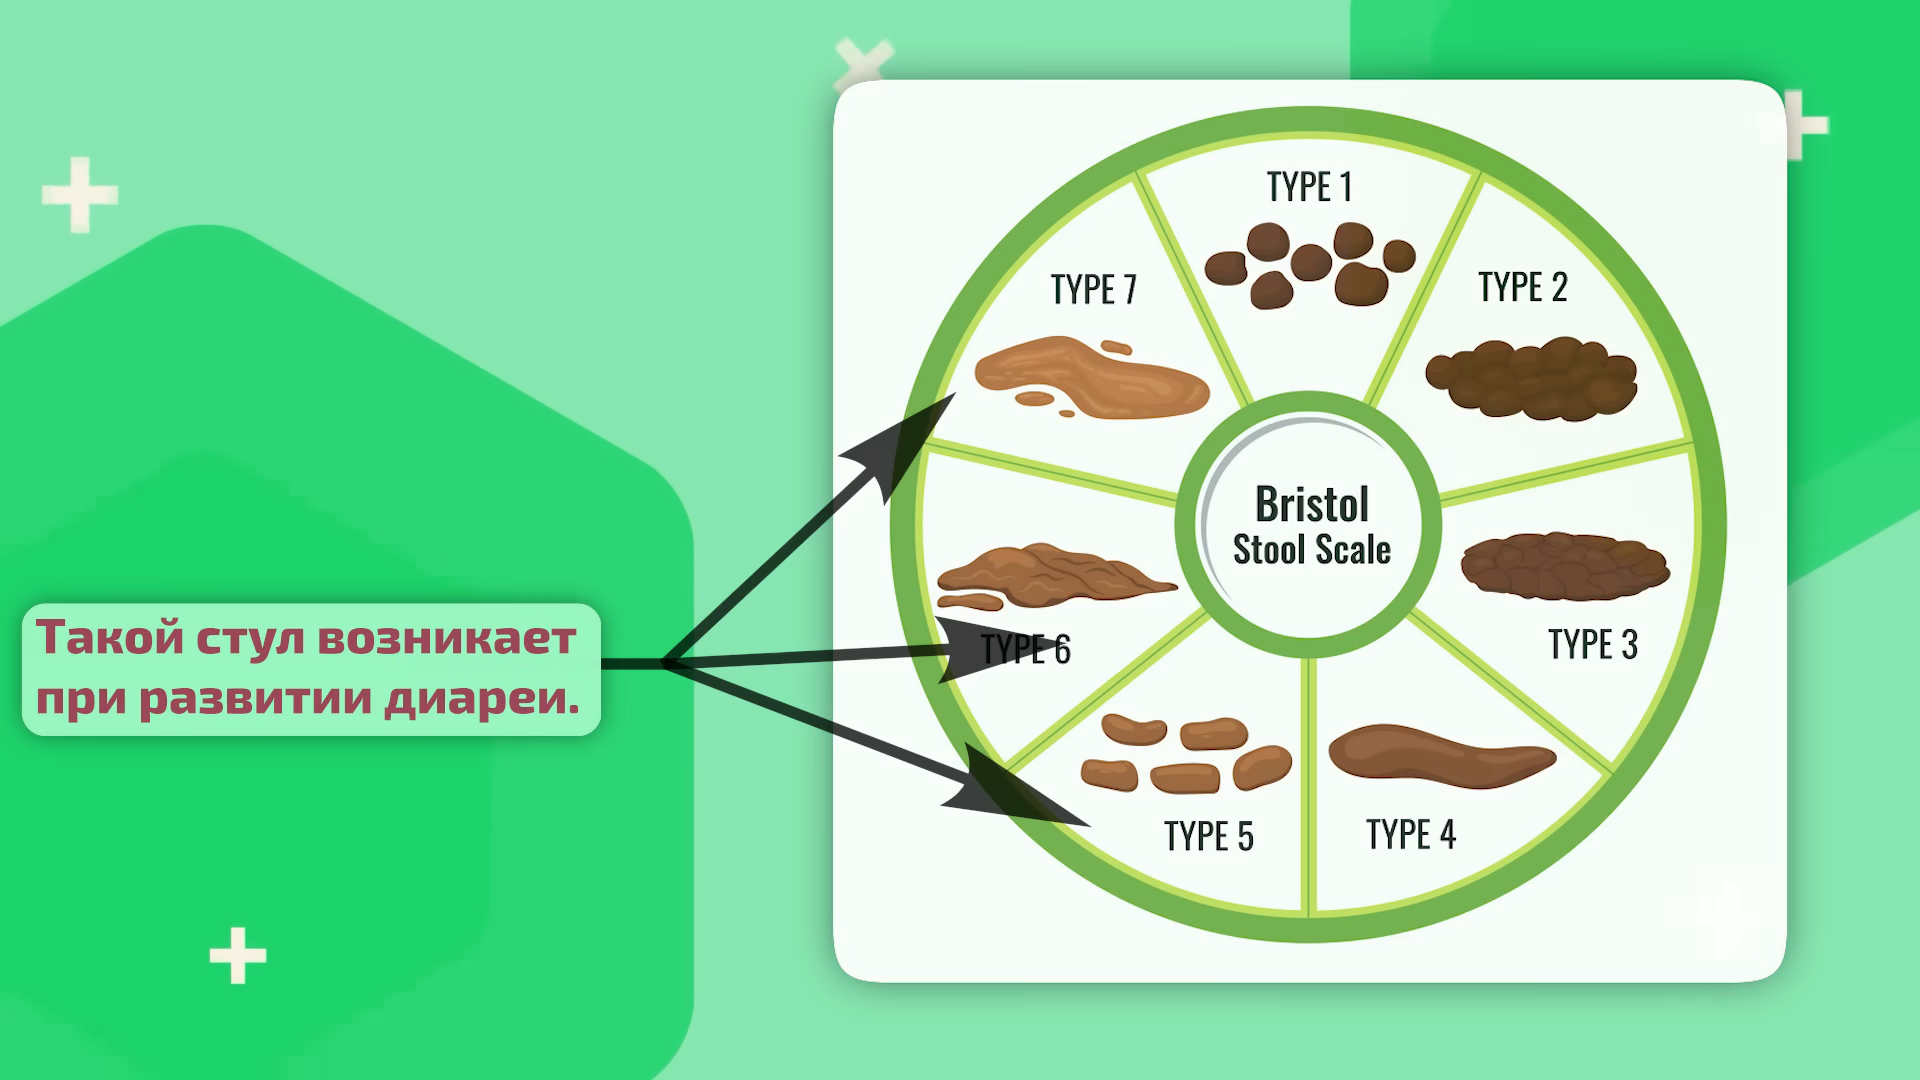 Такой стул возникает
при развитии диареи.
TYPE 1
TYPE 2
TYPE 3
TYPE 4
TYPE 5
TYPE 6
TYPE 7
Bristol
Stool Scale